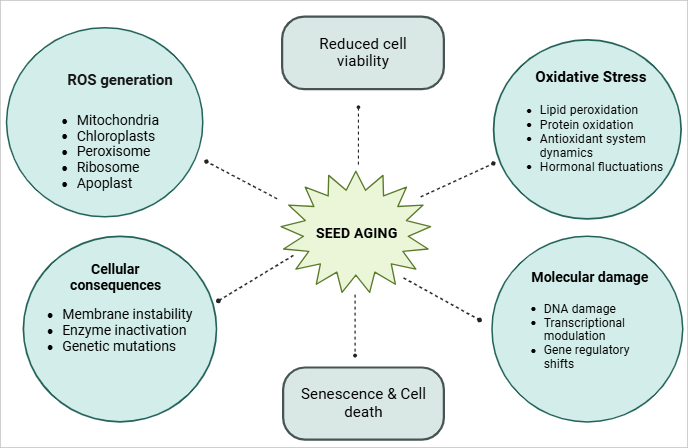 Reduced cell
viability
ROS generation
• Mitochondria
• Chloroplasts
• Peroxisome
• Ribosome
• Apoplast
Oxidative Stress
• Lipid peroxidation
• Protein oxidation
• Antioxidant system
dynamics
• Hormonal fluctuations
SEED AGING
Cellular
consequences
• Membrane instability
• Enzyme inactivation
• Genetic mutations
Molecular damage
• DNA damage
• Transcriptional
modulation
• Gene regulatory
shifts
Senescence & Cell
death